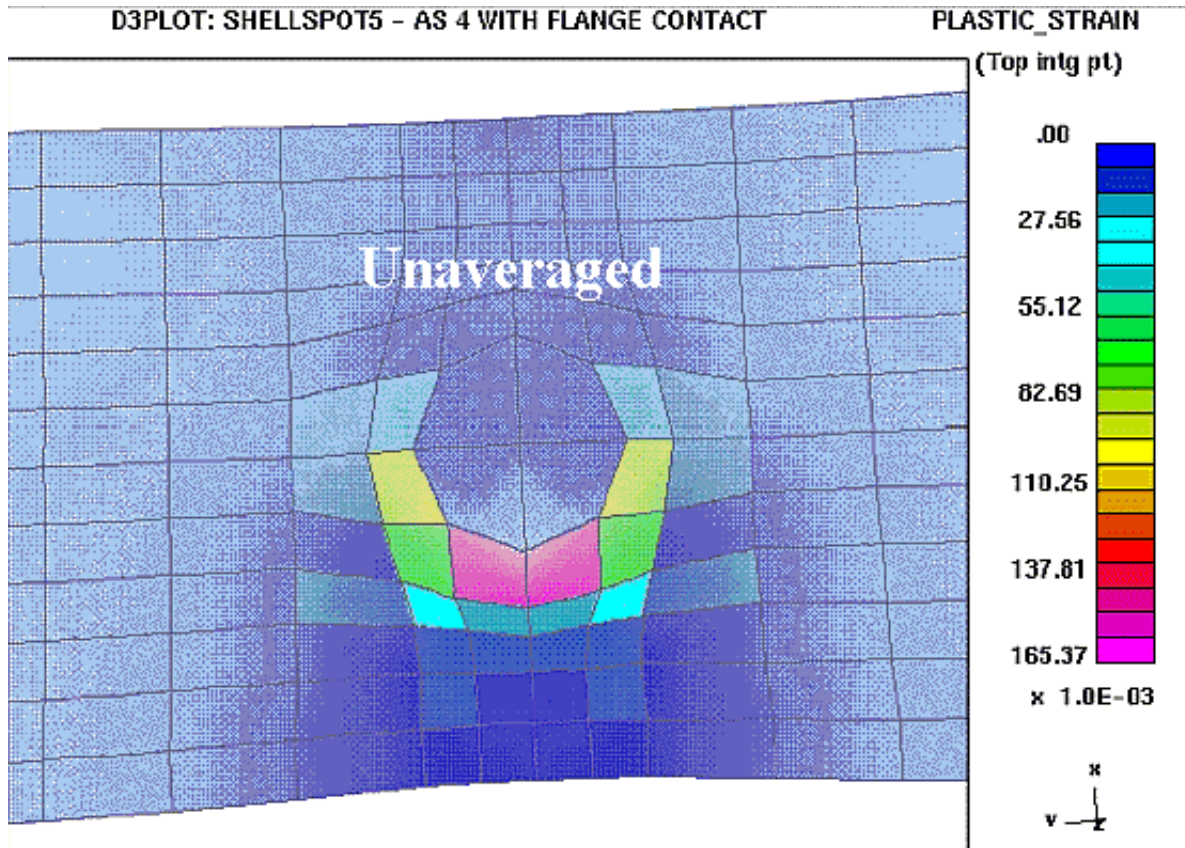 D3PLOT: SHELLSPOT5 - AS 4 WITH FLANGE CONTACT
PLASTIC_STRAIN
(Top intg pt)
Unaveraged
.00
27.56
55.12
82.69
110.25
137.81
165.37
x 1.0E-03
x
Y
Z